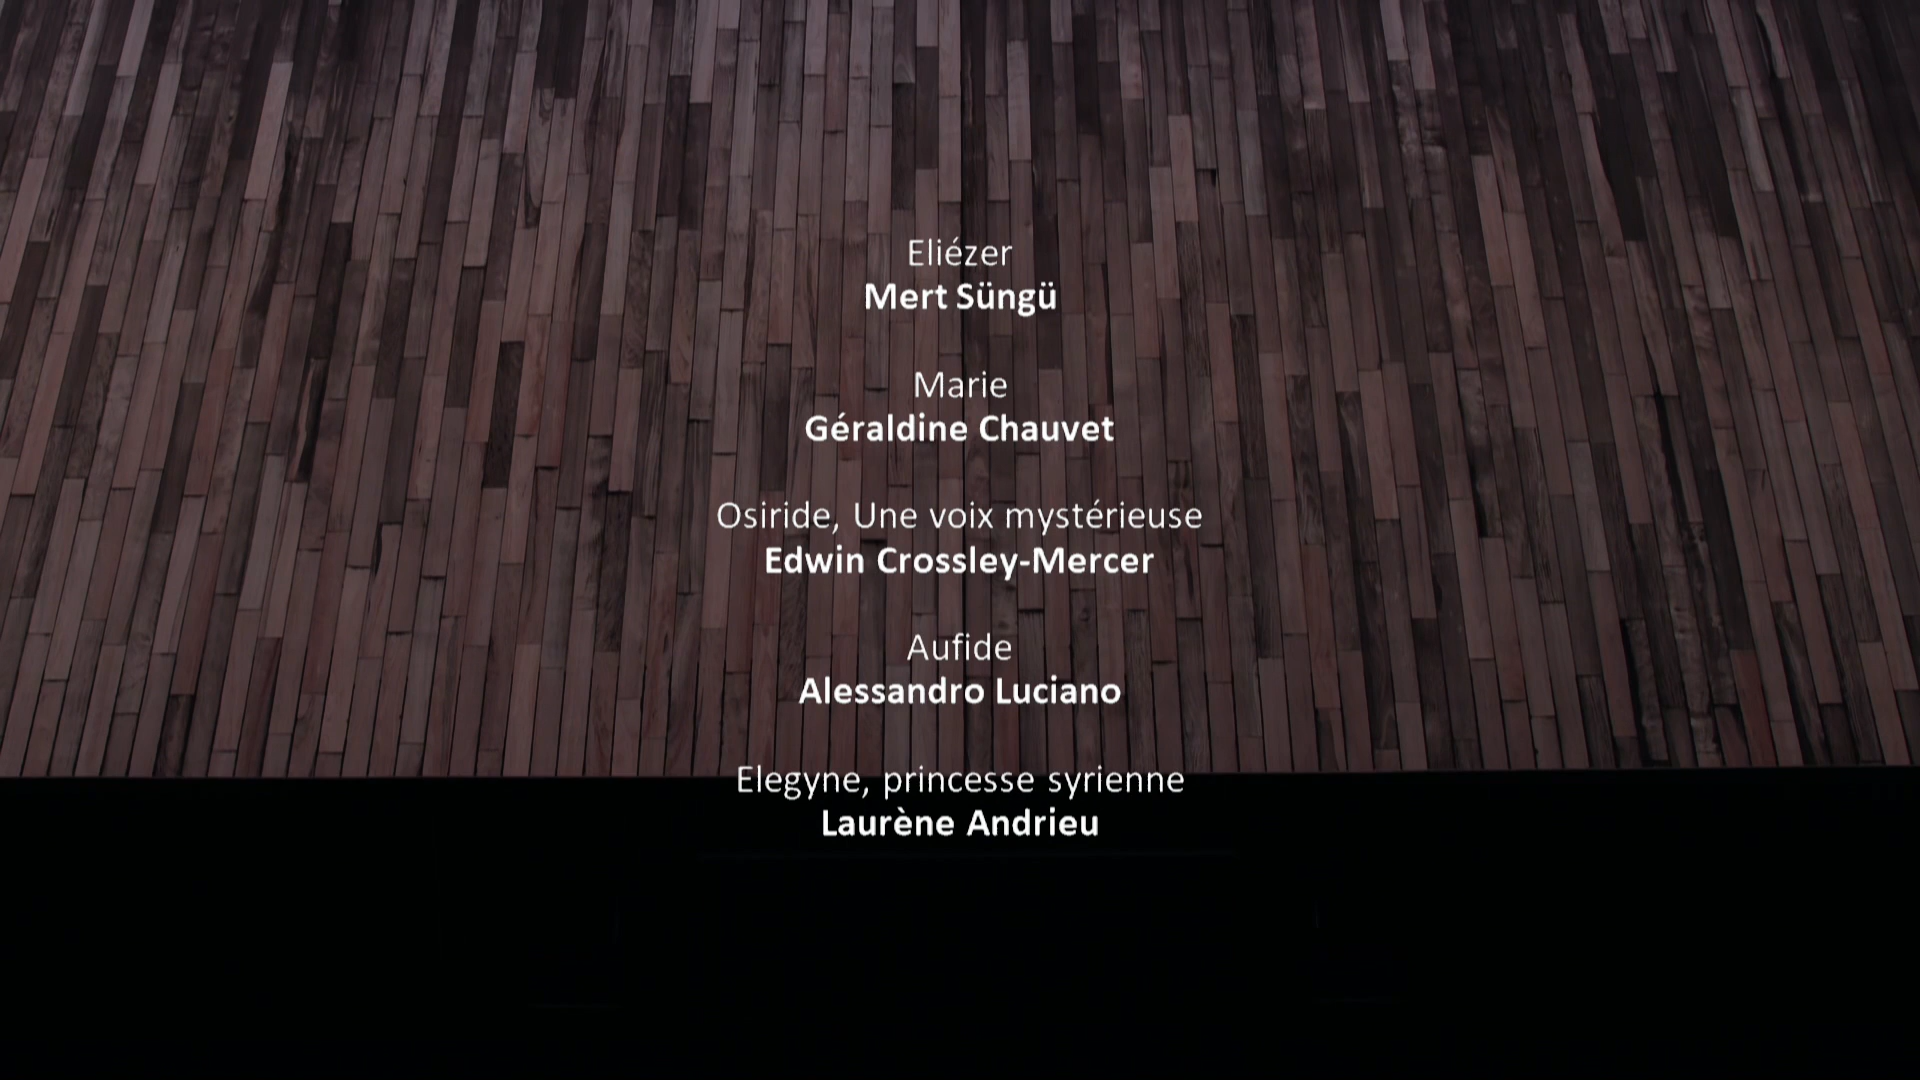 Eliézer
Mert Süngü
Marie
Géraldine Chauvet
Osiride, Une voix mystérieuse
Edwin Crossley-Mercer
Aufide
Alessandro Luciano
Elegyne, princesse syrienne
Laurène Andrieu